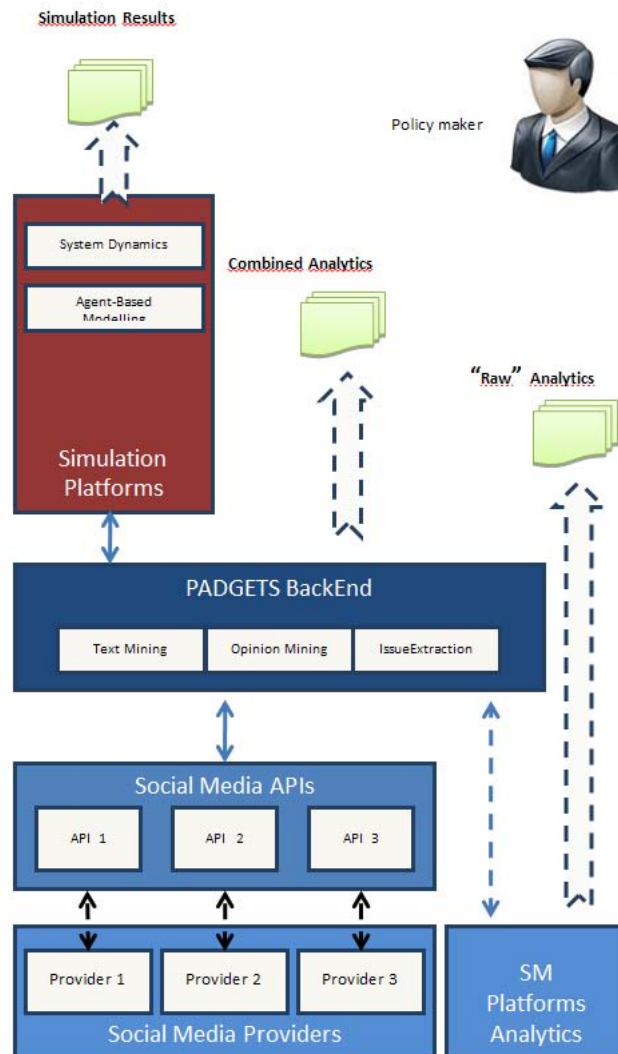 Simulation Results
Policy maker
System Dynamics
Combined Analytics
Agent-Based
Modelling
"Raw" Analytics
Simulation
Platforms
PADGETS BackEnd
Text Mining
Opinion Mining
IssueExtraction
Social Media APIs
API 1
API 2
API 3
Provider 1
Provider 2
Provider 3
Social Media Providers
SM
Platforms
Analytics